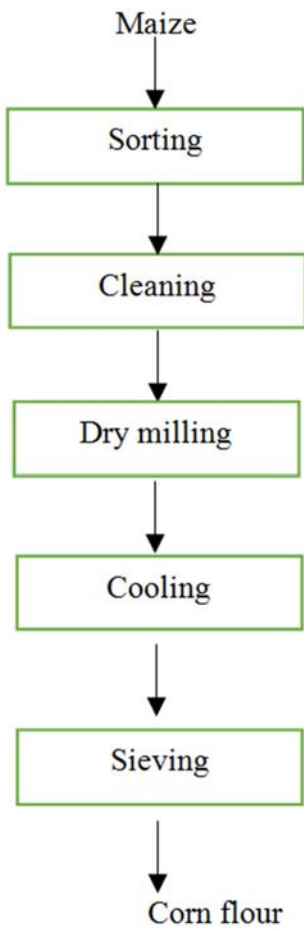 Maize
Sorting
Cleaning
Dry milling
Cooling
Sieving
Corn flour